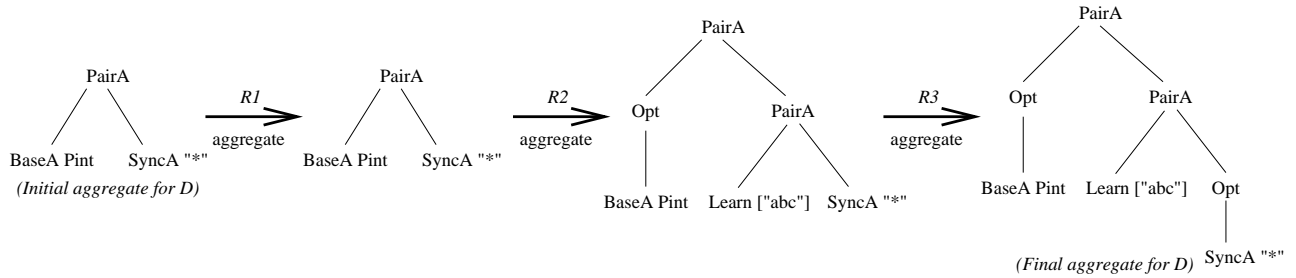 PairA
BaseA Pint
SyncA "*"
(Initial aggregate for D)
R1
aggregate
PairA
BaseA Pint
SyncA "*"
R2
aggregate
PairA
Opt
PairA
BaseA Pint
Learn ["abc"]
SyncA "*"
R3
aggregate
PairA
Opt
PairA
BaseA Pint
Learn ["abc"]
Opt
SyncA "*"
(Final aggregate for D)